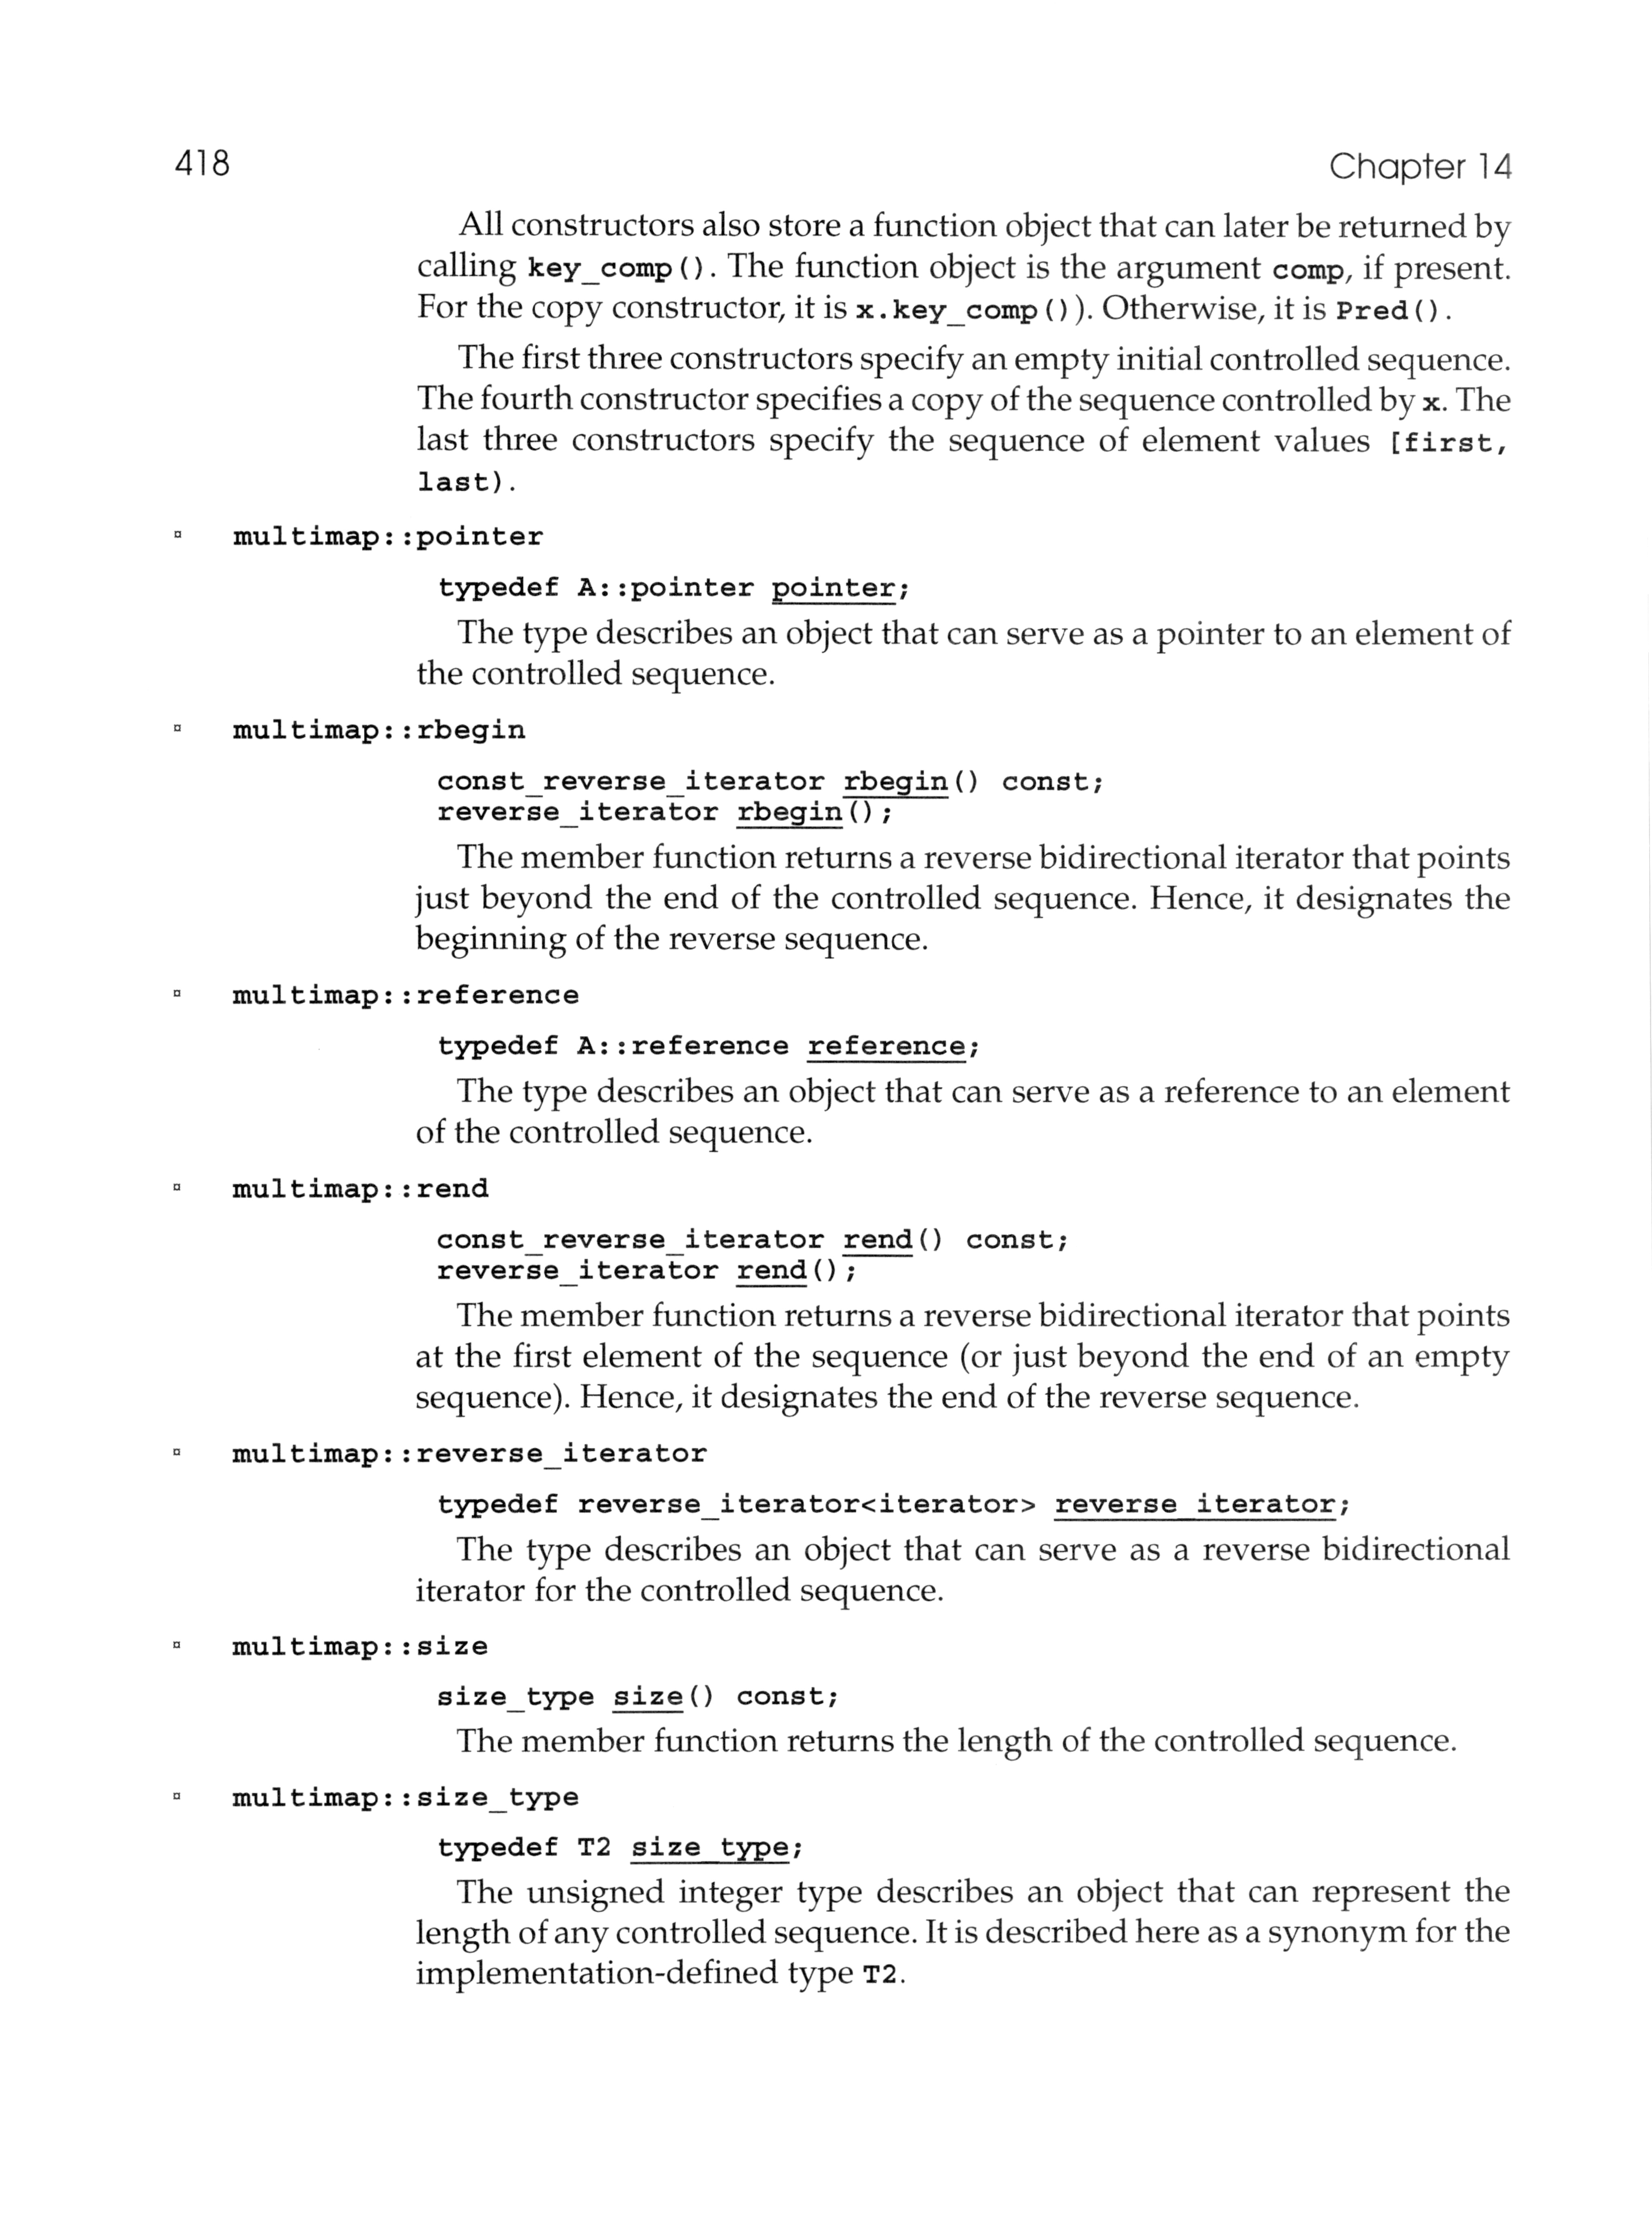 418
Chapter 14
All constructors also store a function object that can later be returned by
calling key_comp(). The function object is the argument comp, if present.
For the copy constructor, it is x.key_comp()). Otherwise, it is Pred().
The first three constructors specify an empty initial controlled sequence.
The fourth constructor specifies a copy of the sequence controlled by x. The
last three constructors specify the sequence of element values [first,
last).
▫ multimap::pointer
typedef A::pointer pointer;
The type describes an object that can serve as a pointer to an element of
the controlled sequence.
▫ multimap::rbegin
const_reverse_iterator rbegin() const;
reverse_iterator rbegin();
The member function returns a reverse bidirectional iterator that points
just beyond the end of the controlled sequence. Hence, it designates the
beginning of the reverse sequence.
▫ multimap::reference
typedef A::reference reference;
The type describes an object that can serve as a reference to an element
of the controlled sequence.
▫ multimap::rend
const_reverse_iterator rend() const;
reverse_iterator rend();
The member function returns a reverse bidirectional iterator that points
at the first element of the sequence (or just beyond the end of an empty
sequence). Hence, it designates the end of the reverse sequence.
▫ multimap::reverse_iterator
typedef reverse_iterator<iterator> reverse_iterator;
The type describes an object that can serve as a reverse bidirectional
iterator for the controlled sequence.
▫ multimap::size
size_type size() const;
The member function returns the length of the controlled sequence.
▫ multimap::size_type
typedef T2 size_type;
The unsigned integer type describes an object that can represent the
length of any controlled sequence. It is described here as a synonym for the
implementation-defined type T2.